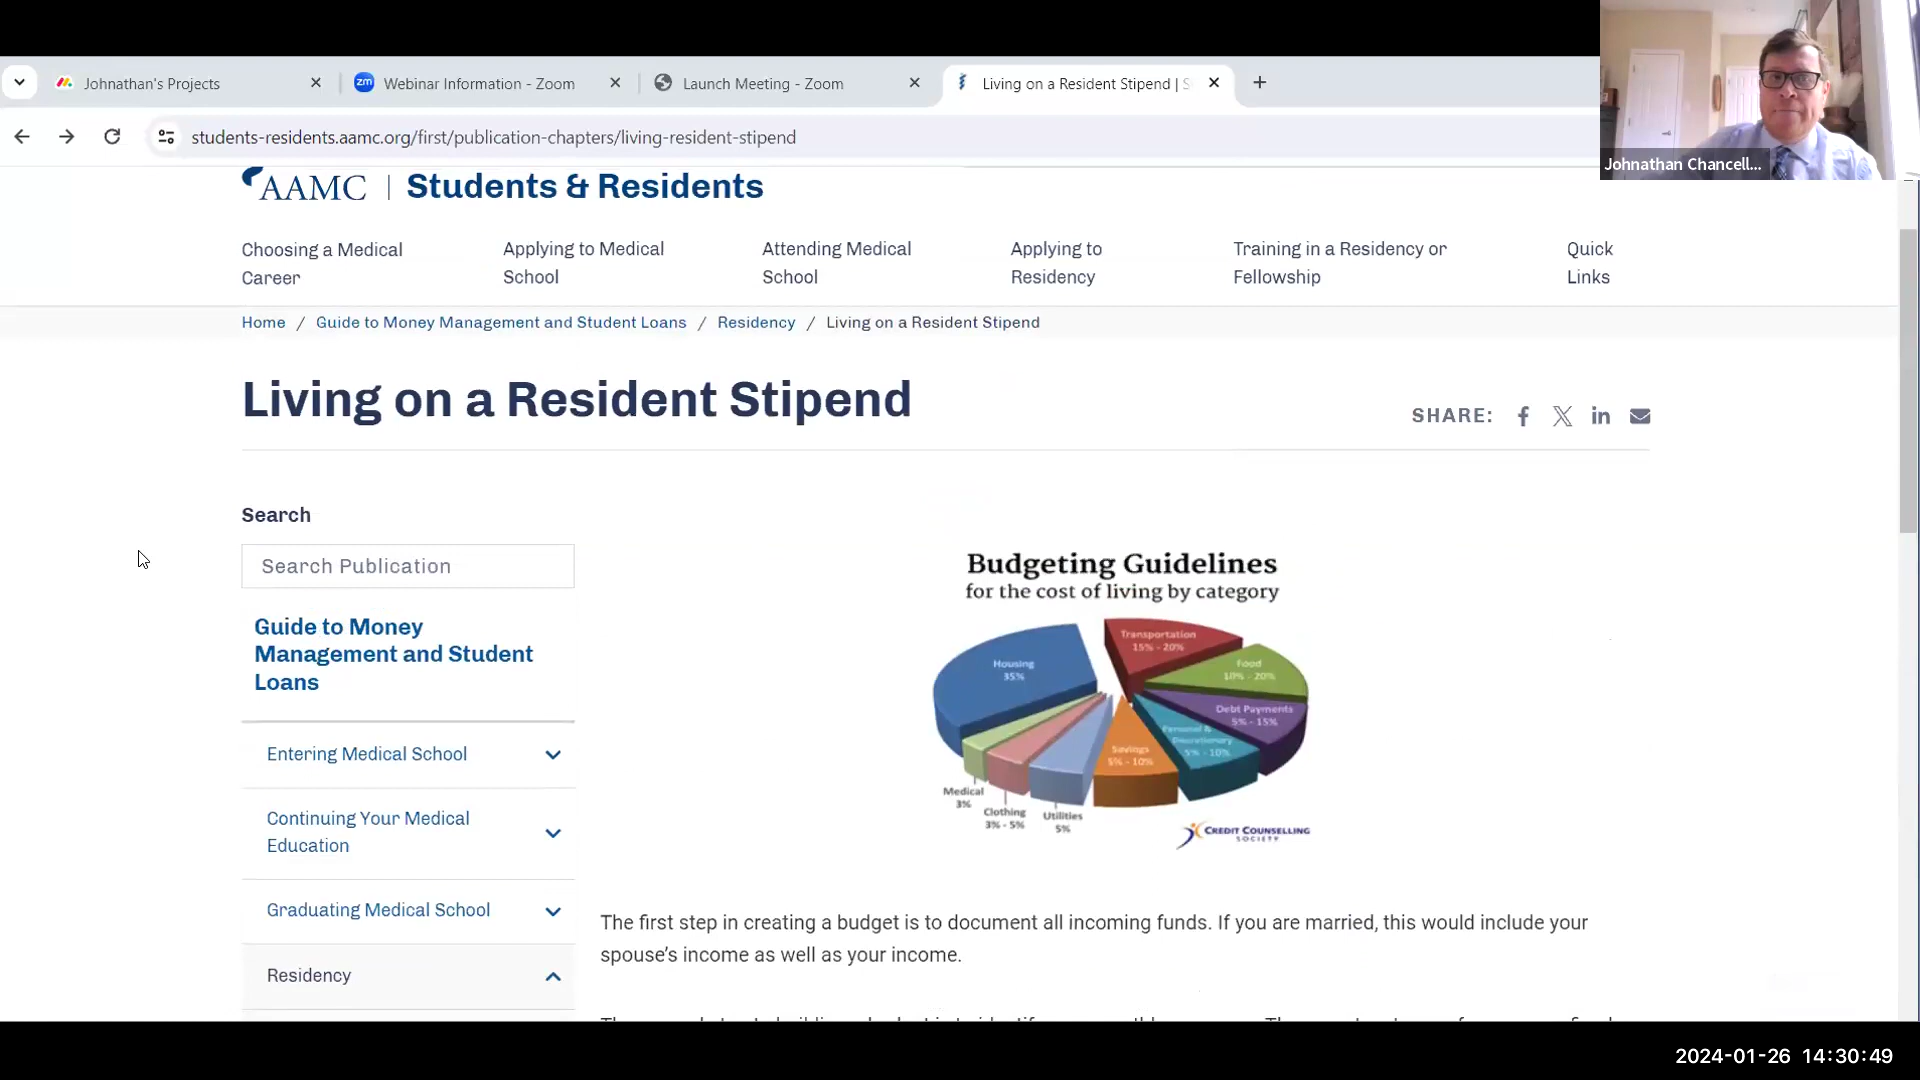 Johnathan's Projects
Webinar Information - Zoom
Launch Meeting - Zoom
Living on a Resident Stipend | S
students-residents.aamc.org/first/publication-chapters/living-resident-stipend
Johnathan Chancell...
AAMC | Students & Residents
Choosing a Medical
Career
Applying to Medical
School
Attending Medical
School
Applying to
Residency
Training in a Residency or
Fellowship
Quick
Links
Home / Guide to Money Management and Student Loans / Residency / Living on a Resident Stipend
Living on a Resident Stipend
SHARE:
Search
Search Publication
Guide to Money
Management and Student
Loans
Entering Medical School
Continuing Your Medical
Education
Graduating Medical School
Residency
Budgeting Guidelines
for the cost of living by category
Housing
35%
Transportation
15% - 20%
Food
10% - 20%
Debt Payments
5% - 15%
Personal &
Discretionary
5% - 10%
Savings
5% - 10%
Utilities
5%
Clothing
3% - 5%
Medical
3%
CREDIT COUNSELLING
SOCIETY
The first step in creating a budget is to document all incoming funds. If you are married, this would include your
spouse’s income as well as your income.
2024-01-26 14:30:49